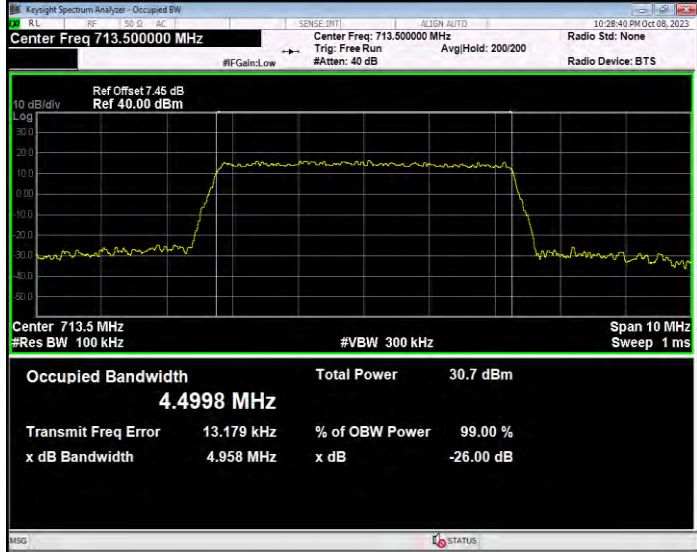 Keysight Spectrum Analyzer - Occupied BW
RL RF 50 Ω AC SENSE:INT ALIGN AUTO 10:28:40 PM Oct 08, 2023
Center Freq 713.500000 MHz Center Freq: 713.500000 MHz Radio Std: None
Trig: Free Run Avg|Hold: 200/200
#IFGain:Low #Atten: 40 dB Radio Device: BTS
Ref Offset 7.45 dB
10 dB/div Ref 40.00 dBm
Log
30.0
20.0
10.0
0.00
-10.0
-20.0
-30.0
-40.0
-50.0
Center 713.5 MHz Span 10 MHz
#Res BW 100 kHz #VBW 300 kHz Sweep 1 ms
Occupied Bandwidth Total Power 30.7 dBm
4.4998 MHz
Transmit Freq Error 13.179 kHz % of OBW Power 99.00 %
x dB Bandwidth 4.958 MHz x dB -26.00 dB
MSG STATUS